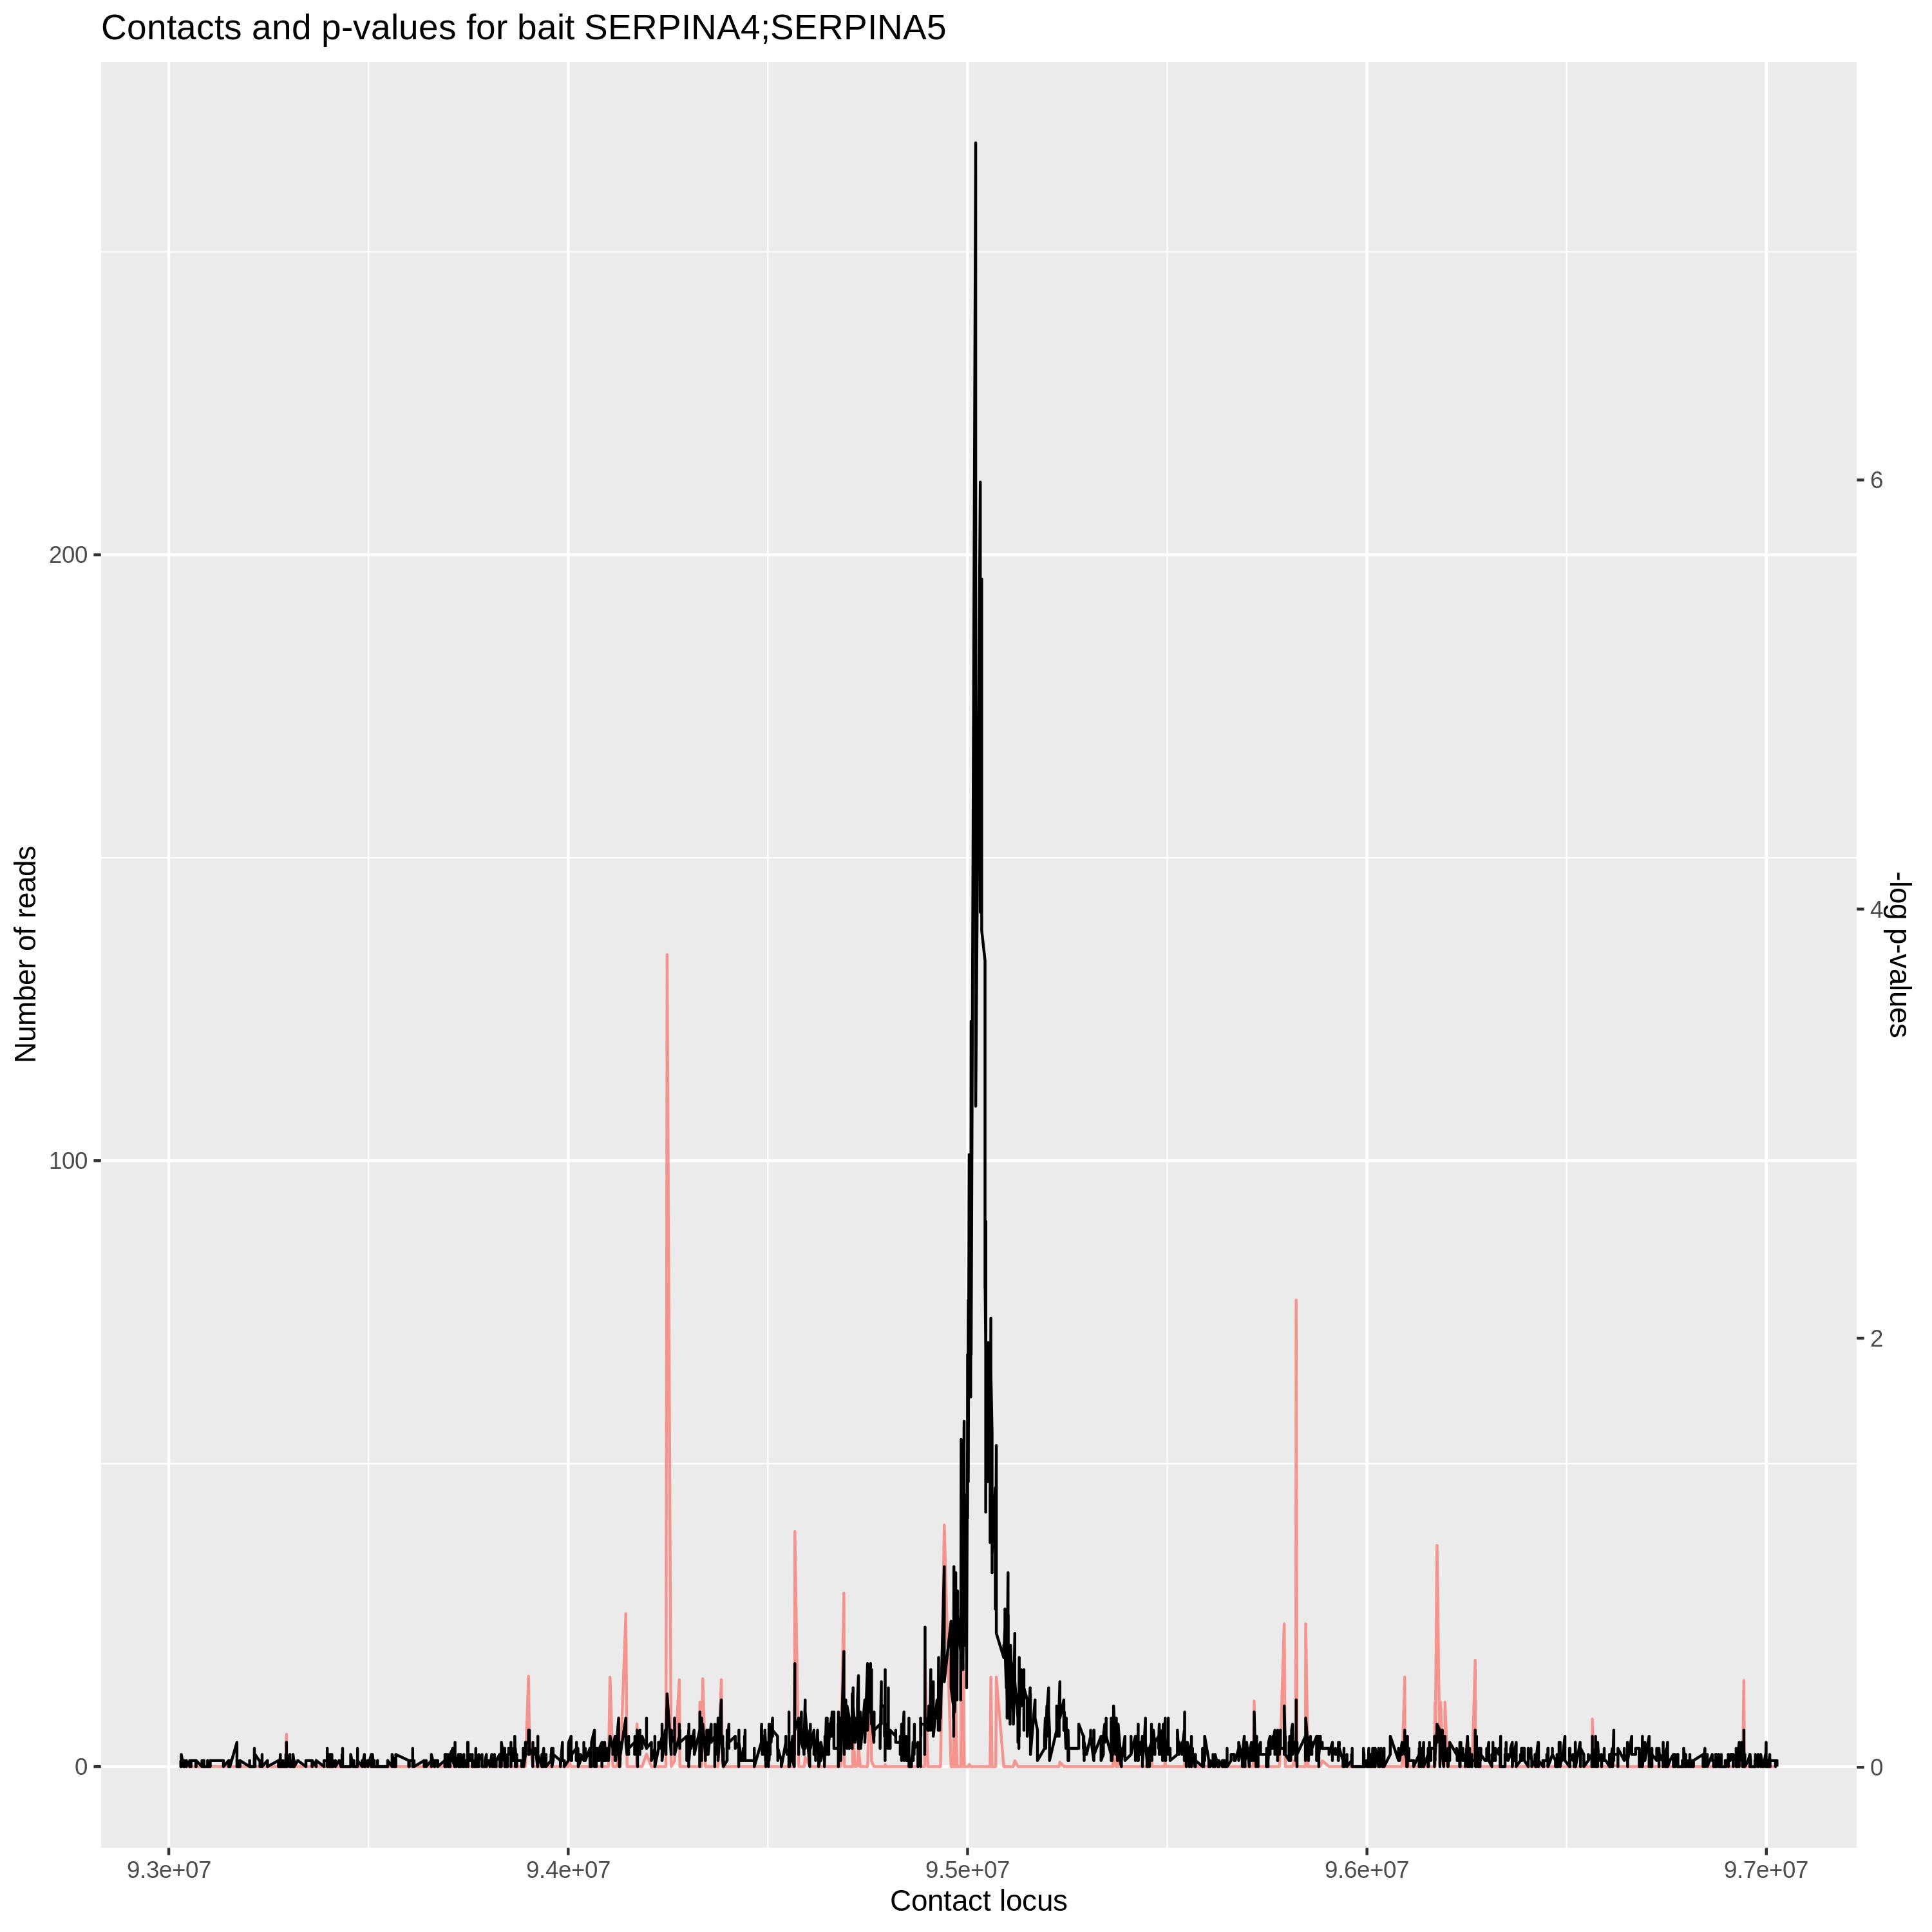 Contacts and p-values for bait SERPINA4;SERPINA5
Number of reads
200
100
0
6
4
2
0
-log p-values
9.3e+07 9.4e+07 9.5e+07 9.6e+07 9.7e+07
Contact locus